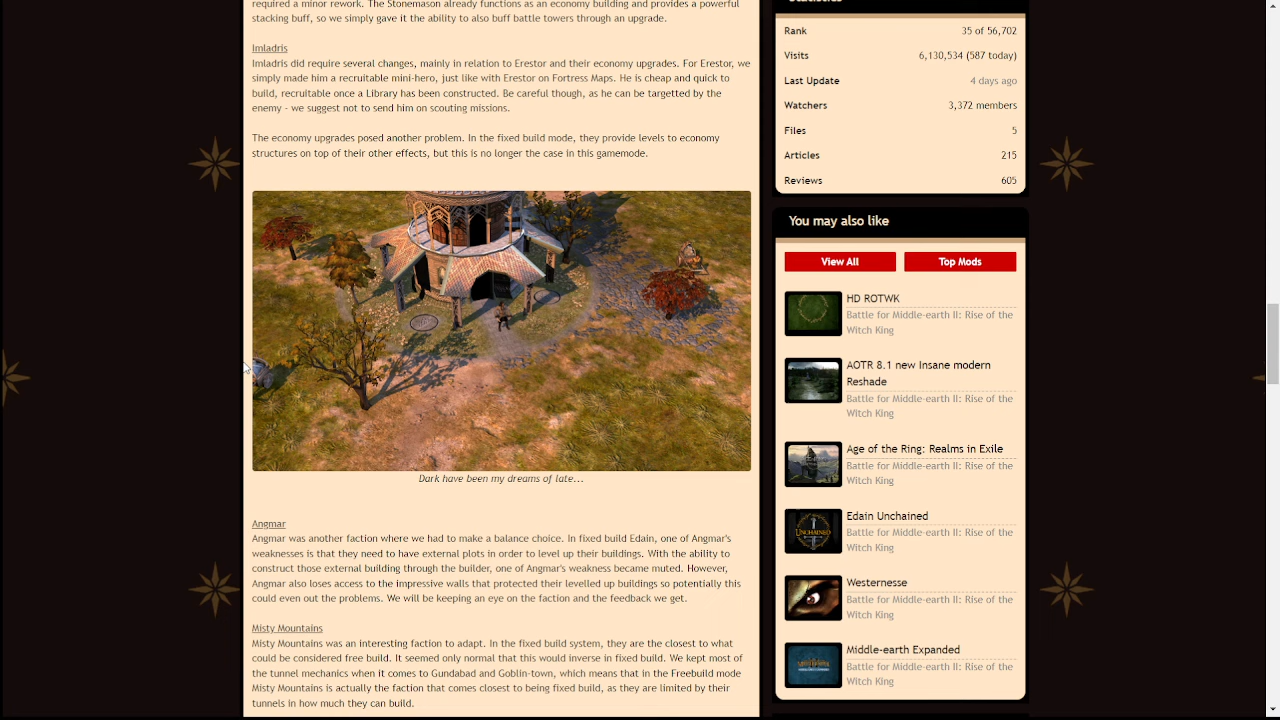 required a minor rework. The Stonemason already functions as an economy building and provides a powerful
stacking buff, so we simply gave it the ability to also buff battle towers through an upgrade.
Imladris
Imladris did require several changes, mainly in relation to Erestor and their economy upgrades. For Erestor, we
simply made him a recruitable mini-hero, just like with Erestor on Fortress Maps. He is cheap and quick to
build, recruitable once a Library has been constructed. Be careful though, as he can be targetted by the
enemy - we suggest not to send him on scouting missions.
The economy upgrades posed another problem. In the fixed build mode, they provide levels to economy
structures on top of their other effects, but this is no longer the case in this gamemode.
Dark have been my dreams of late...
Angmar
Angmar was another faction where we had to make a balance choice. In fixed build Edain, one of Angmar's
weaknesses is that they need to have external plots in order to level up their buildings. With the ability to
construct those external building through the builder, one of Angmar's weakness became muted. However,
Angmar also loses access to the impressive walls that protected their levelled up buildings so potentially this
could even out the problems. We will be keeping an eye on the faction and the feedback we get.
Misty Mountains
Misty Mountains was an interesting faction to adapt. In the fixed build system, they are the closest to what
could be considered free build. It seemed only normal that this would inverse in fixed build. We kept most of
the tunnel mechanics when it comes to Gundabad and Goblin-town, which means that in the Freebuild mode
Misty Mountains is actually the faction that comes closest to being fixed build, as they are limited by their
tunnels in how much they can build.
Statistics
Rank 35 of 56,702
Visits 6,130,534 (587 today)
Last Update 4 days ago
Watchers 3,372 members
Files 5
Articles 215
Reviews 605
You may also like
View All Top Mods
HD ROTWK
Battle for Middle-earth II: Rise of the
Witch King
AOTR 8.1 new Insane modern
Reshade
Battle for Middle-earth II: Rise of the
Witch King
Age of the Ring: Realms in Exile
Battle for Middle-earth II: Rise of the
Witch King
Edain Unchained
Battle for Middle-earth II: Rise of the
Witch King
UNCHAINED
Westernesse
Battle for Middle-earth II: Rise of the
Witch King
Middle-earth Expanded
Battle for Middle-earth II: Rise of the
Witch King